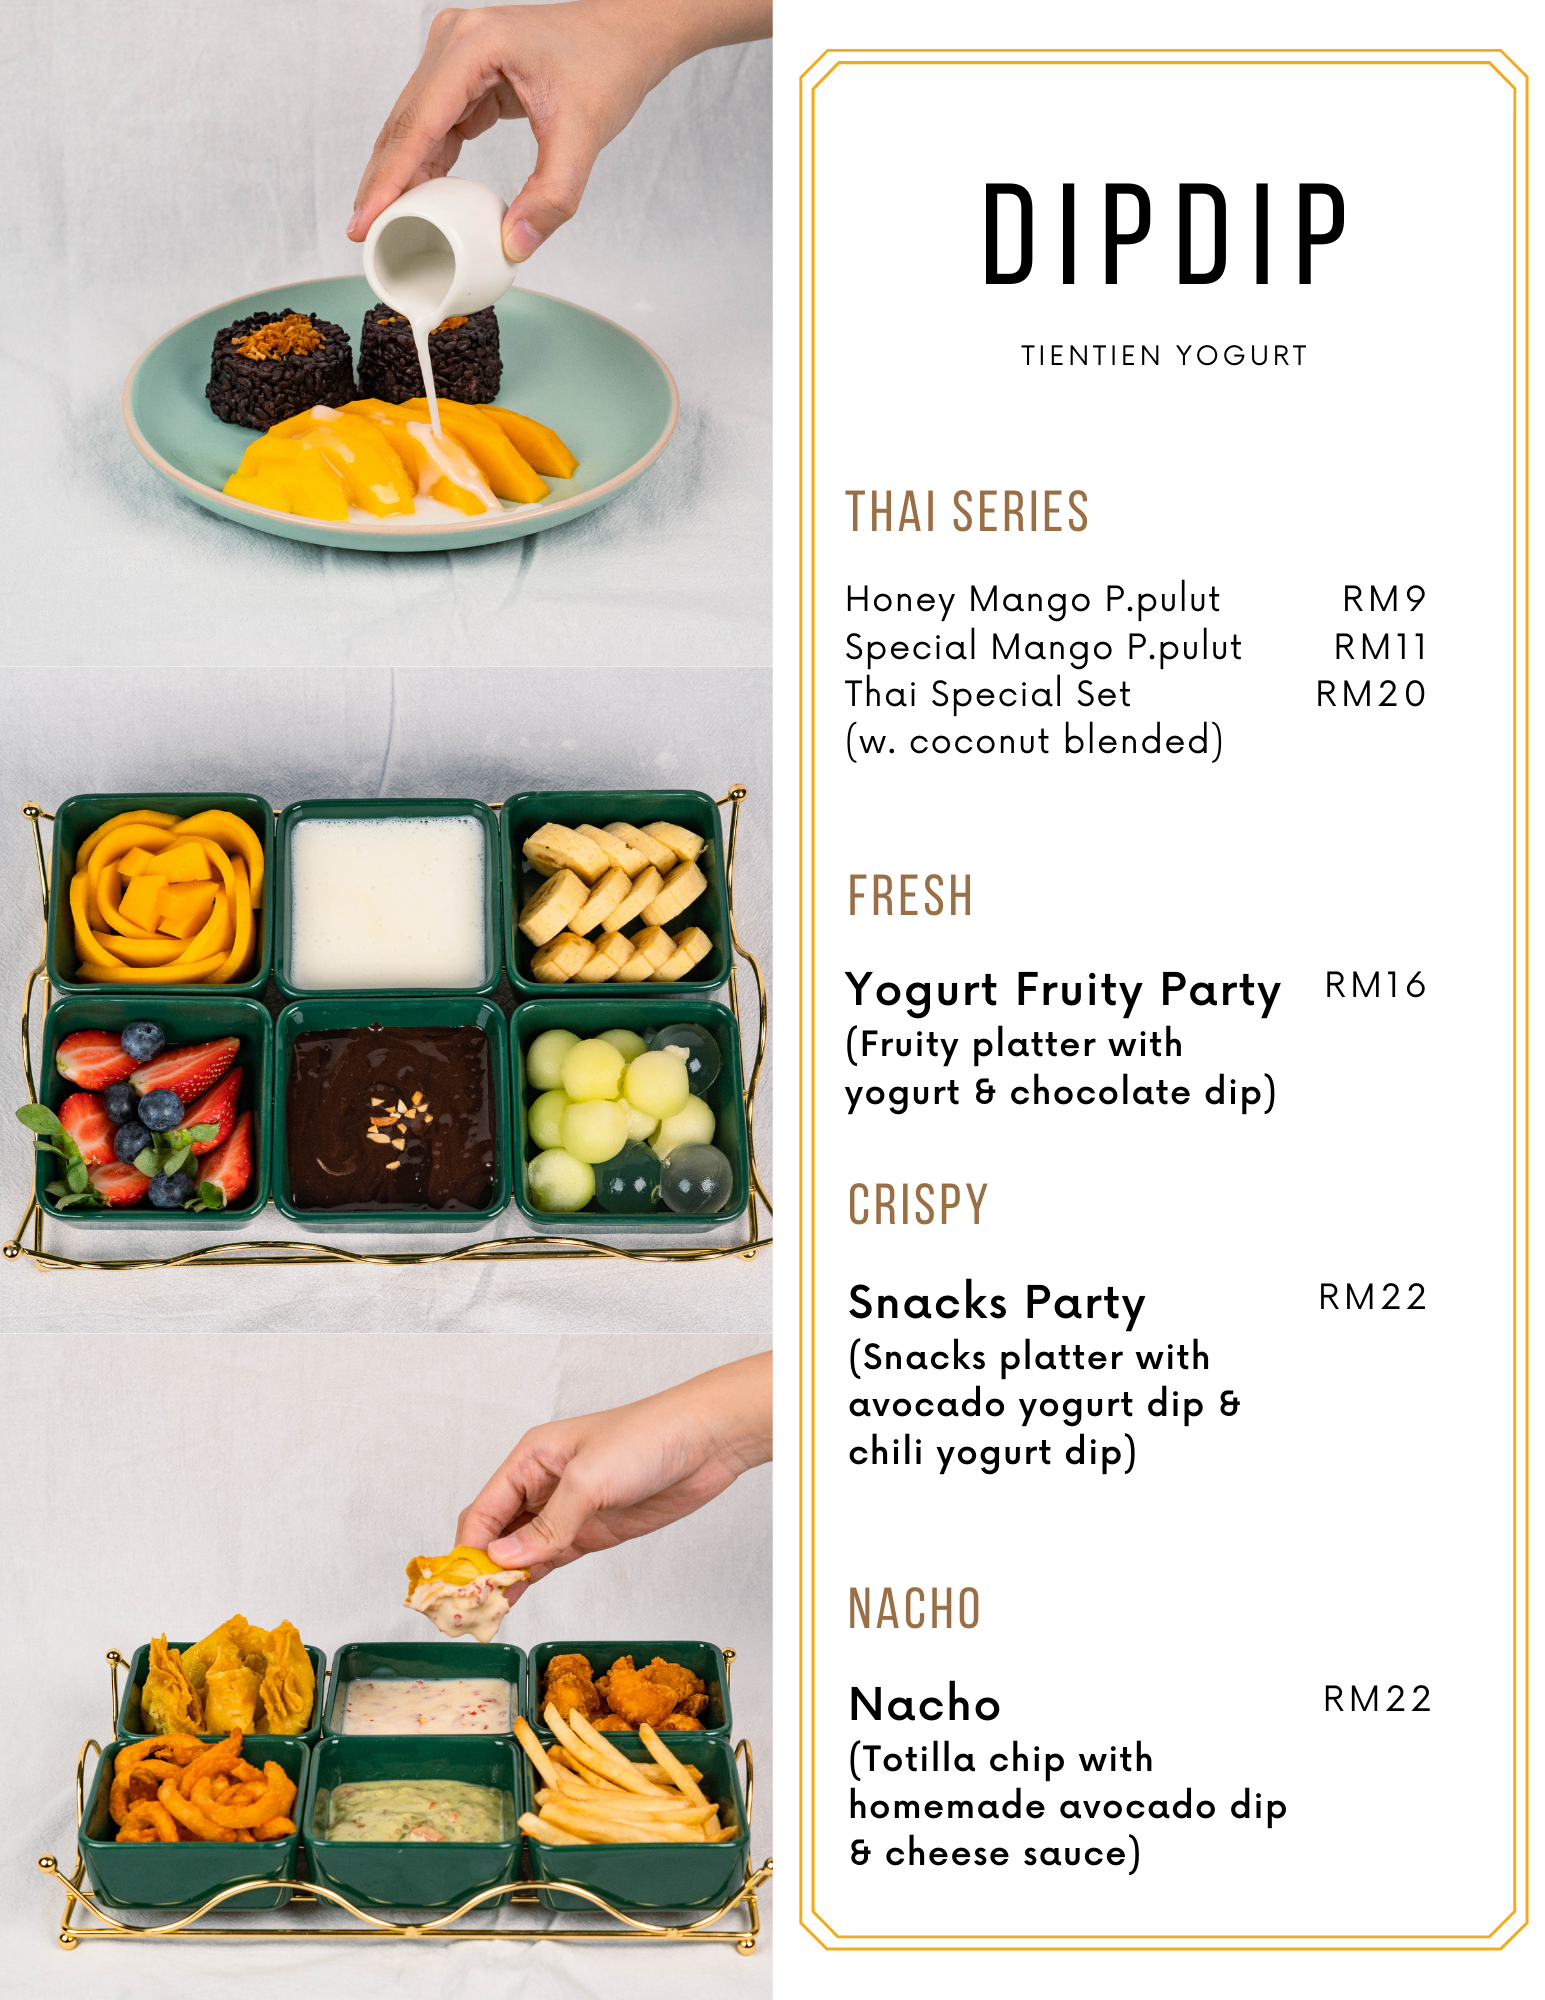 DIPDIP
TIENTIEN YOGURT
THAI SERIES
Honey Mango P.pulut RM9
Special Mango P.pulut RM11
Thai Special Set RM20
(w. coconut blended)
FRESH
Yogurt Fruity Party RM16
(Fruity platter with
yogurt & chocolate dip)
CRISPY
Snacks Party RM22
(Snacks platter with
avocado yogurt dip &
chili yogurt dip)
NACHO
Nacho RM22
(Totilla chip with
homemade avocado dip
& cheese sauce)